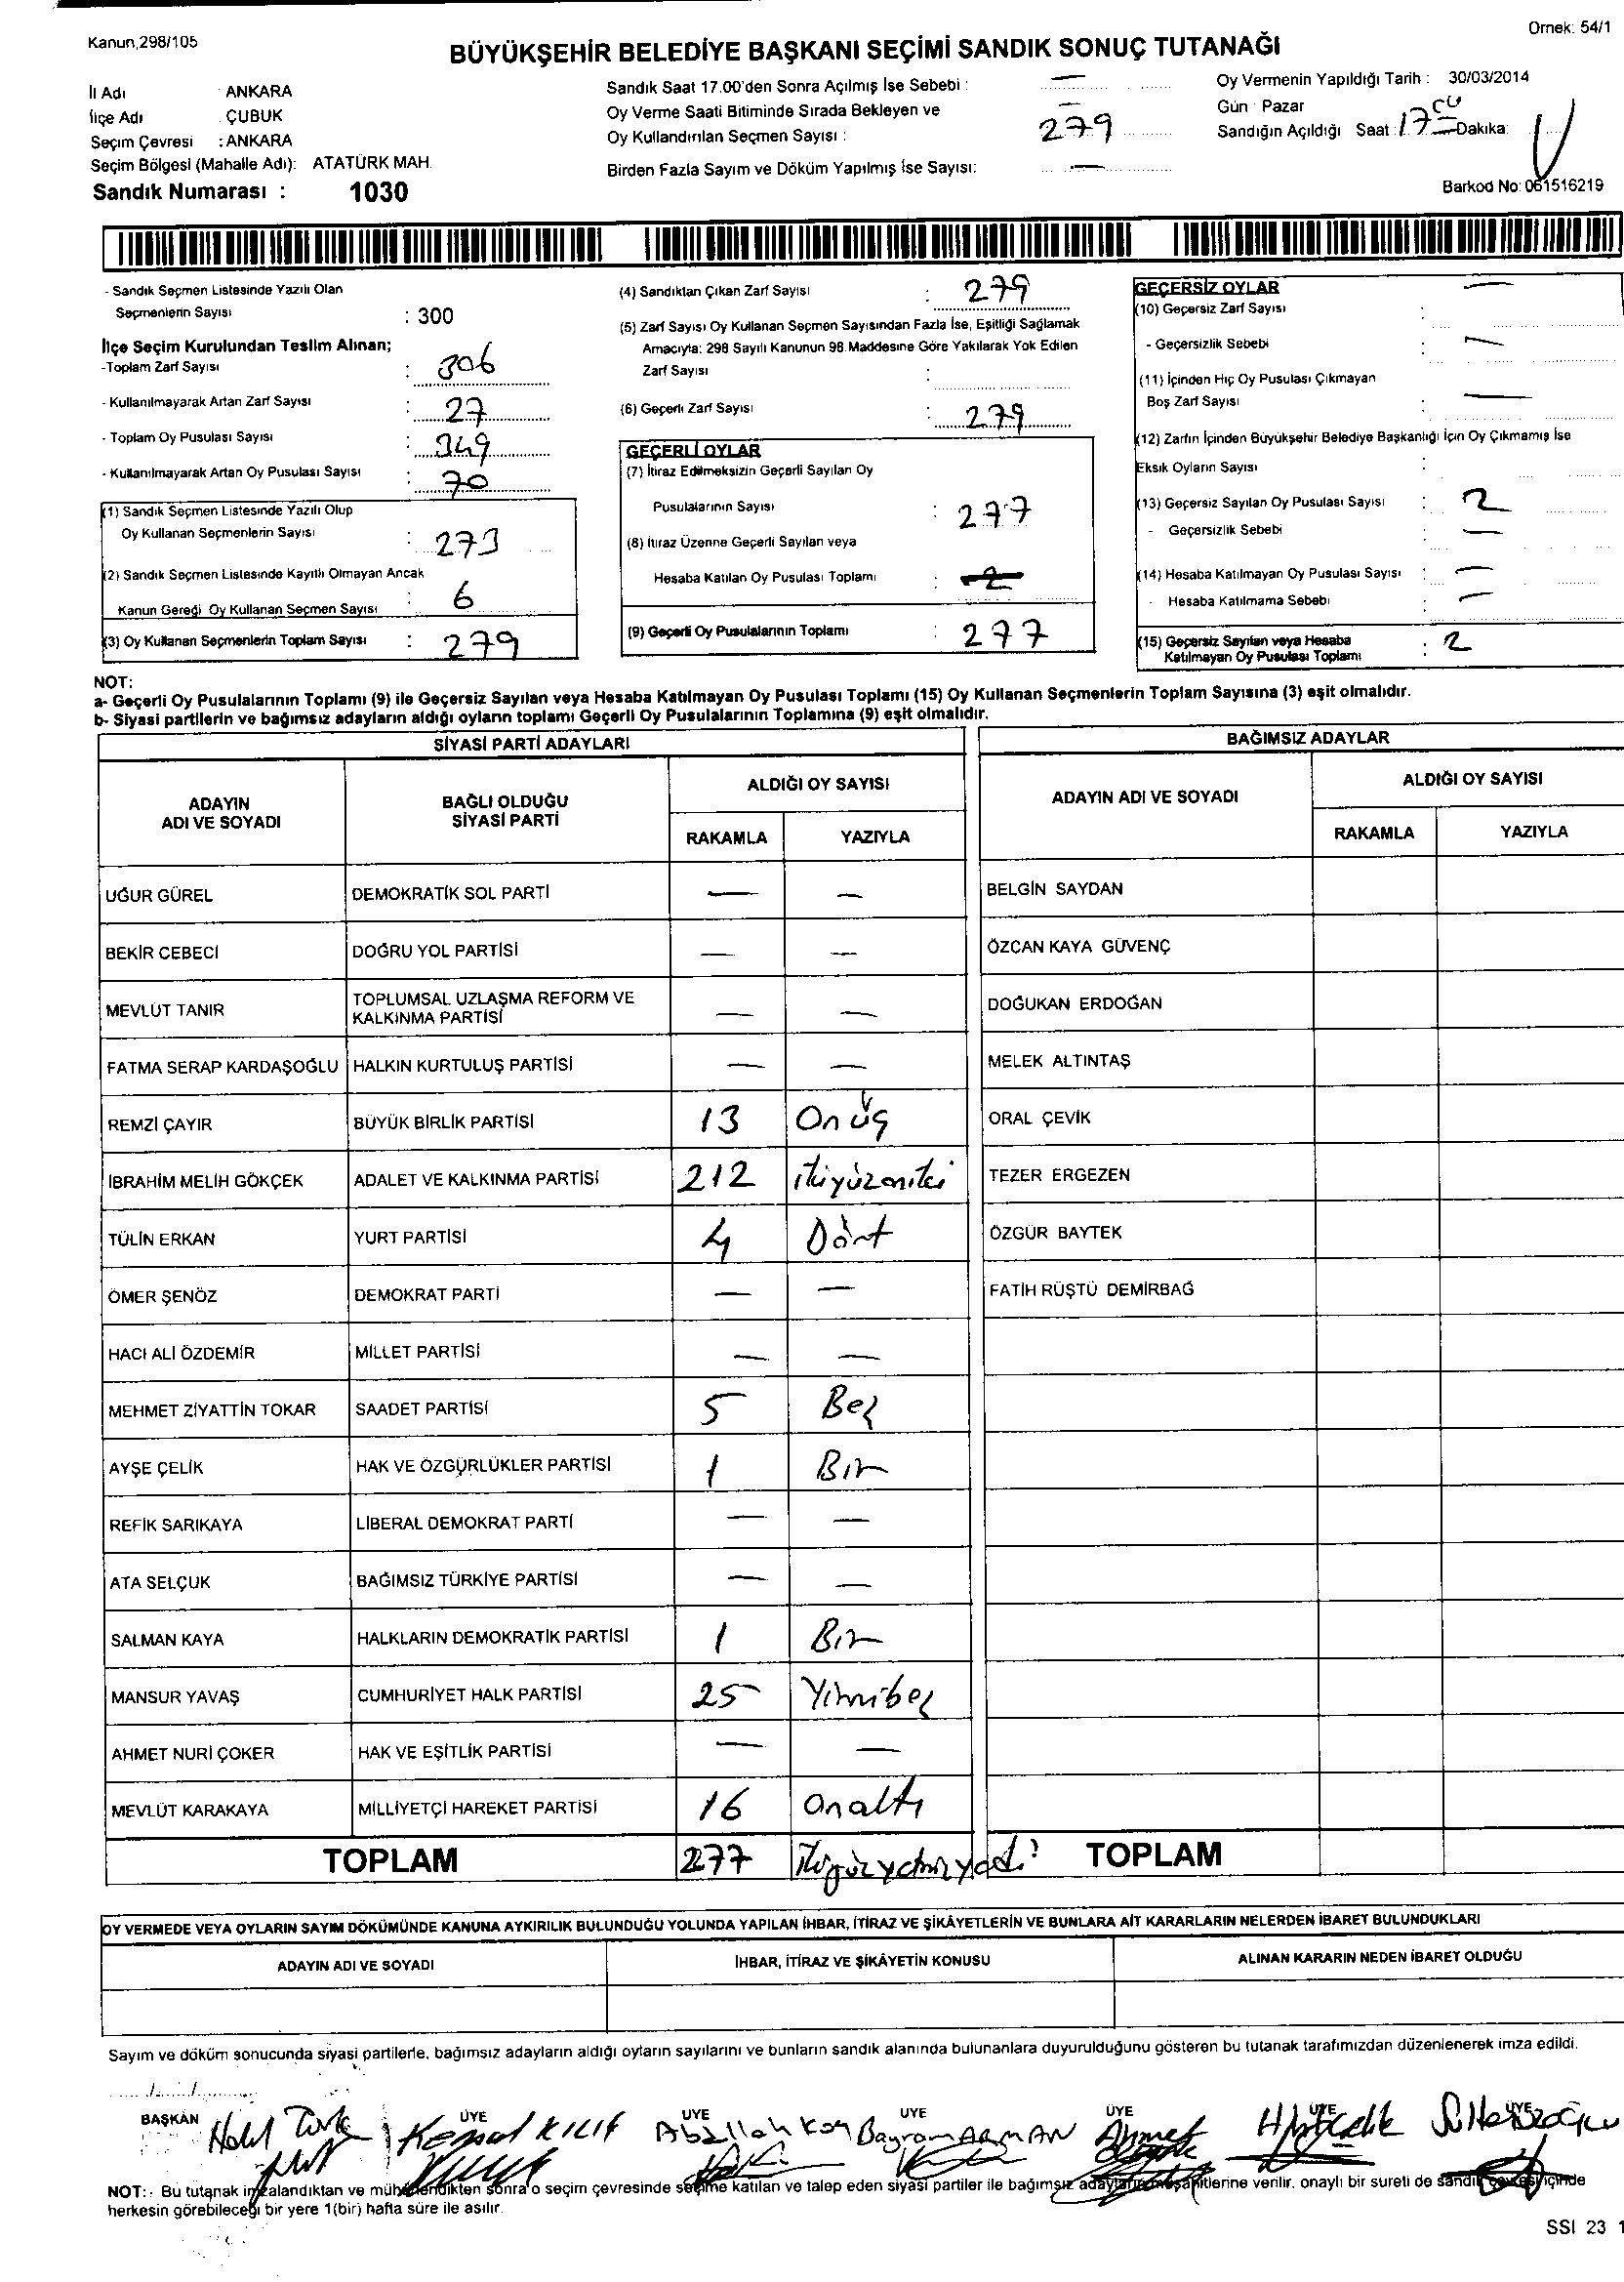 Kanun,298/105
Örnek: 54/1
BÜYÜKŞEHİR BELEDİYE BAŞKANI SEÇİMİ SANDIK SONUÇ TUTANAĞI
İl Adı : ANKARA
İlçe Adı : ÇUBUK
Seçim Çevresi : ANKARA
Seçim Bölgesi (Mahalle Adı): ATATÜRK MAH.
Sandık Numarası : 1030
Sandık Saat 17.00'den Sonra Açılmış İse Sebebi : —
Oy Verme Saati Bitiminde Sırada Bekleyen ve —
Oy Kullandırılan Seçmen Sayısı : 279
Birden Fazla Sayım ve Döküm Yapılmış İse Sayısı: —
Oy Vermenin Yapıldığı Tarih : 30/03/2014
Gün : Pazar
Sandığın Açıldığı Saat : 17 00 Dakika:
Barkod No: 061516219
- Sandık Seçmen Listesinde Yazılı Olan
Seçmenlerin Sayısı : 300
İlçe Seçim Kurulundan Teslim Alınan;
-Toplam Zarf Sayısı : 306
- Kullanılmayarak Artan Zarf Sayısı : 27
- Toplam Oy Pusulası Sayısı : 349
- Kullanılmayarak Artan Oy Pusulası Sayısı : 70
(1) Sandık Seçmen Listesinde Yazılı Olup
Oy Kullanan Seçmenlerin Sayısı : 273
(2) Sandık Seçmen Listesinde Kayıtlı Olmayan Ancak
Kanun Gereği Oy Kullanan Seçmen Sayısı : 6
(3) Oy Kullanan Seçmenlerin Toplam Sayısı : 279
(4) Sandıktan Çıkan Zarf Sayısı : 279
(5) Zarf Sayısı Oy Kullanan Seçmen Sayısından Fazla İse, Eşitliği Sağlamak
Amacıyla: 298 Sayılı Kanunun 98.Maddesine Göre Yakılarak Yok Edilen
Zarf Sayısı :
(6) Geçerli Zarf Sayısı : 279
GEÇERLİ OYLAR
(7) İtiraz Edilmeksizin Geçerli Sayılan Oy
Pusulalarının Sayısı : 277
(8) İtiraz Üzerine Geçerli Sayılan veya
Hesaba Katılan Oy Pusulası Toplamı : 2
(9) Geçerli Oy Pusulalarının Toplamı : 277
GEÇERSİZ OYLAR —
(10) Geçersiz Zarf Sayısı :
- Geçersizlik Sebebi : —
(11) İçinden Hiç Oy Pusulası Çıkmayan
Boş Zarf Sayısı : —
(12) Zarfın İçinden Büyükşehir Belediye Başkanlığı İçin Oy Çıkmamış İse
Eksik Oyların Sayısı :
(13) Geçersiz Sayılan Oy Pusulası Sayısı : 2
- Geçersizlik Sebebi : —
(14) Hesaba Katılmayan Oy Pusulası Sayısı : —
- Hesaba Katılmama Sebebi : —
(15) Geçersiz Sayılan veya Hesaba
Katılmayan Oy Pusulası Toplamı : 2
NOT:
a- Geçerli Oy Pusulalarının Toplamı (9) ile Geçersiz Sayılan veya Hesaba Katılmayan Oy Pusulası Toplamı (15) Oy Kullanan Seçmenlerin Toplam Sayısına (3) eşit olmalıdır.
b- Siyasi partilerin ve bağımsız adayların aldığı oyların toplamı Geçerli Oy Pusulalarının Toplamına (9) eşit olmalıdır.
SİYASİ PARTİ ADAYLARI
ADAYIN
ADI VE SOYADI
BAĞLI OLDUĞU
SİYASİ PARTİ
ALDIĞI OY SAYISI
RAKAMLA YAZIYLA
UĞUR GÜREL DEMOKRATİK SOL PARTİ — —
BEKİR CEBECİ DOĞRU YOL PARTİSİ — —
MEVLÜT TANIR TOPLUMSAL UZLAŞMA REFORM VE
KALKINMA PARTİSİ — —
FATMA SERAP KARDAŞOĞLU HALKIN KURTULUŞ PARTİSİ — —
REMZİ ÇAYIR BÜYÜK BİRLİK PARTİSİ 13 Onüç
İBRAHİM MELİH GÖKÇEK ADALET VE KALKINMA PARTİSİ 212 ikiyüzoniki
TÜLİN ERKAN YURT PARTİSİ 4 Dört
ÖMER ŞENÖZ DEMOKRAT PARTİ — —
HACI ALİ ÖZDEMİR MİLLET PARTİSİ — —
MEHMET ZİYATTİN TOKAR SAADET PARTİSİ 5 Beş
AYŞE ÇELİK HAK VE ÖZGÜRLÜKLER PARTİSİ 1 Bir
REFİK SARIKAYA LİBERAL DEMOKRAT PARTİ — —
ATA SELÇUK BAĞIMSIZ TÜRKİYE PARTİSİ — —
SALMAN KAYA HALKLARIN DEMOKRATİK PARTİSİ 1 Bir
MANSUR YAVAŞ CUMHURİYET HALK PARTİSİ 25 Yirmibeş
AHMET NURİ ÇOKER HAK VE EŞİTLİK PARTİSİ — —
MEVLÜT KARAKAYA MİLLİYETÇİ HAREKET PARTİSİ 16 onaltı
TOPLAM 277 ikiyüzyetmişyedi
BAĞIMSIZ ADAYLAR
ADAYIN ADI VE SOYADI
ALDIĞI OY SAYISI
RAKAMLA YAZIYLA
BELGİN SAYDAN
ÖZCAN KAYA GÜVENÇ
DOĞUKAN ERDOĞAN
MELEK ALTINTAŞ
ORAL ÇEVİK
TEZER ERGEZEN
ÖZGÜR BAYTEK
FATİH RÜŞTÜ DEMİRBAĞ
TOPLAM
OY VERMEDE VEYA OYLARIN SAYIM DÖKÜMÜNDE KANUNA AYKIRILIK BULUNDUĞU YOLUNDA YAPILAN İHBAR, İTİRAZ VE ŞİKÂYETLERİN VE BUNLARA AİT KARARLARIN NELERDEN İBARET BULUNDUKLARI
ADAYIN ADI VE SOYADI İHBAR, İTİRAZ VE ŞİKÂYETİN KONUSU ALINAN KARARIN NEDEN İBARET OLDUĞU
Sayım ve döküm sonucunda siyasi partilerle, bağımsız adayların aldığı oyların sayılarını ve bunların sandık alanında bulunanlara duyurulduğunu gösteren bu tutanak tarafımızdan düzenlenerek imza edildi.
BAŞKAN ÜYE ÜYE ÜYE ÜYE ÜYE ÜYE
Kemal KILIF Abdullah Bayram ARMAN Ahmet
NOT:: Bu tutanak imzalandıktan ve mühürlendikten sonra o seçim çevresinde seçime katılan ve talep eden siyasi partiler ile bağımsız adayların müşahitlerine verilir, onaylı bir sureti de sandık çevresi içinde
herkesin görebileceği bir yere 1(bir) hafta süre ile asılır.
SSI 23 1